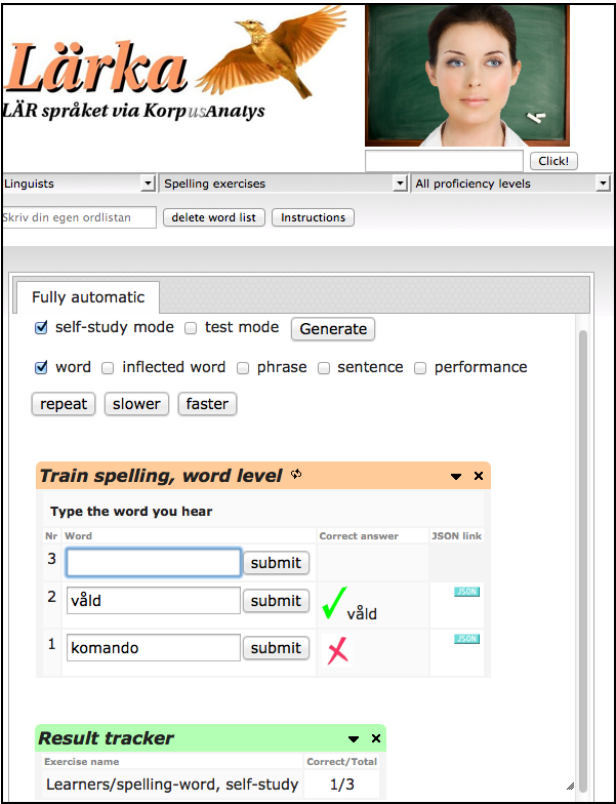 Lärka
LÄR språket via KorpusAnalys
Click!
Linguists Spelling exercises All proficiency levels
Skriv din egen ordlistan delete word list Instructions
Fully automatic
self-study mode test mode Generate
word inflected word phrase sentence performance
repeat slower faster
Train spelling, word level
Type the word you hear
Nr Word Correct answer JSON link
3 submit
2 våld submit våld JSON
1 komando submit JSON
Result tracker
Exercise name Correct/Total
Learners/spelling-word, self-study 1/3